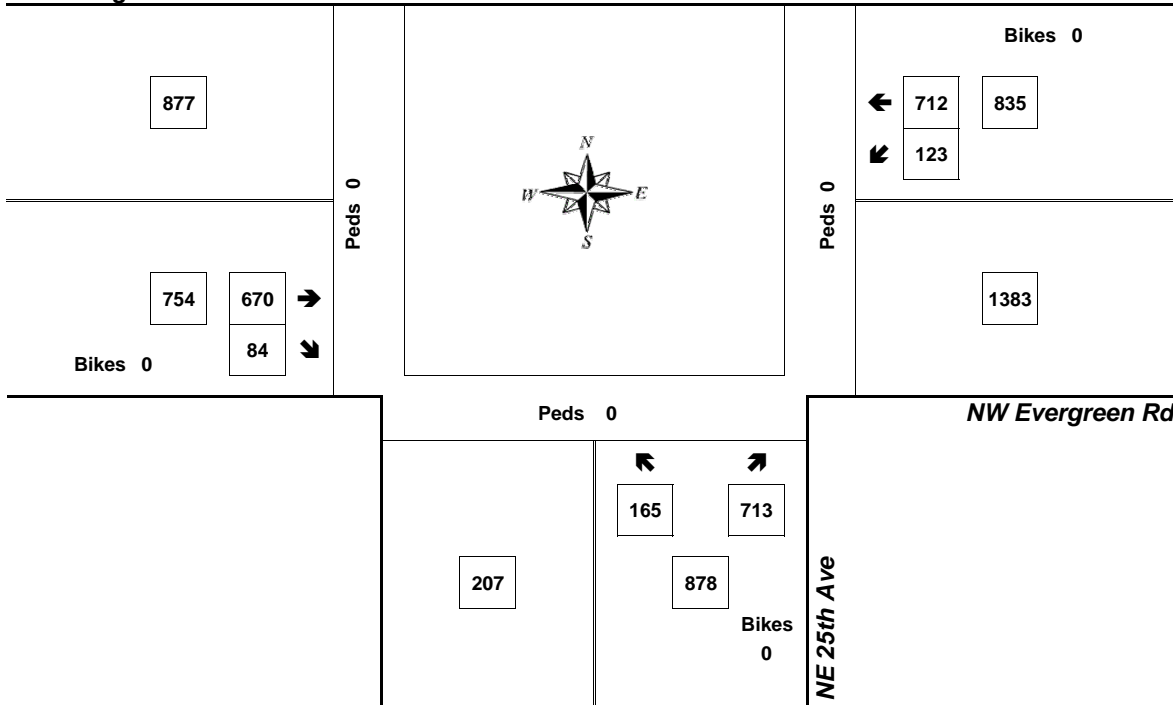 Bikes 0
877
712 835
123
N
W E
S
Peds 0
Peds 0
754 670
84
1383
Bikes 0
Peds 0
NW Evergreen Rd
165 713
207 878
Bikes
0
NE 25th Ave